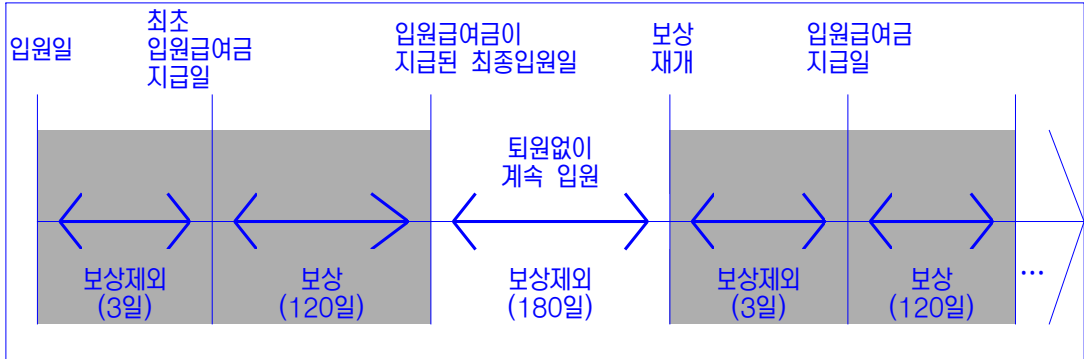 입원일
최초
입원급여금
지급일
입원급여금이
지급된 최종입원일
보상
재개
입원급여금
지급일
퇴원없이
계속 입원
보상제외
(3일)
보상
(120일)
보상제외
(180일)
보상제외
(3일)
보상
(120일)
...